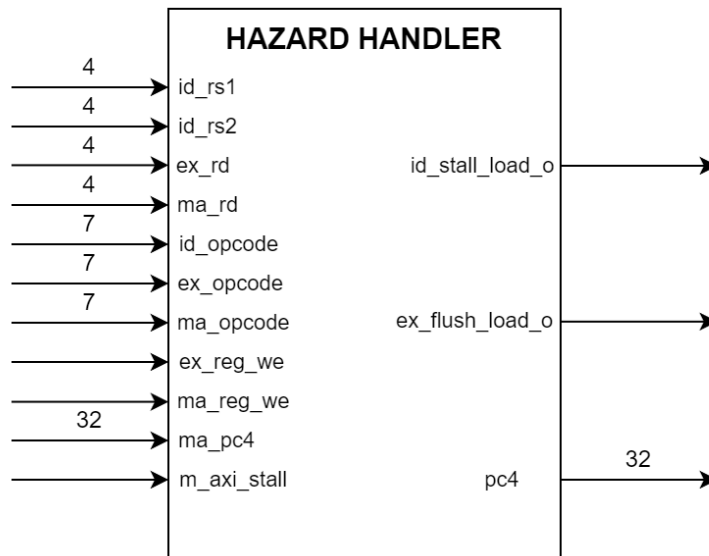 HAZARD HANDLER
4
id_rs1
4
id_rs2
4
ex_rd
id_stall_load_o
4
ma_rd
7
id_opcode
7
ex_opcode
7
ma_opcode
ex_flush_load_o
ex_reg_we
ma_reg_we
32
ma_pc4
m_axi_stall
pc4
32